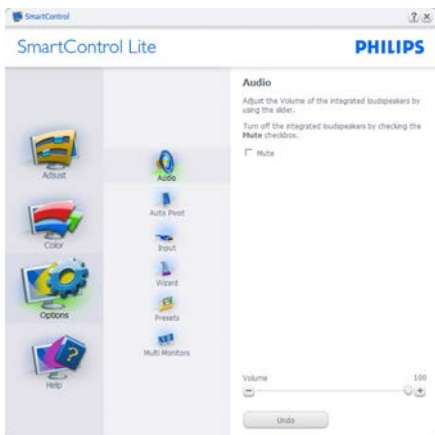 SmartControl
SmartControl Lite
PHILIPS
Adjust
Color
Options
Help
Audio
Auto Pivot
Input
Wizard
Presets
Multi Monitors
Audio
Adjust the Volume of the integrated loudspeakers by
using the slider.
Turn off the integrated loudspeakers by checking the
Mute checkbox.
Mute
Volume 100
Undo